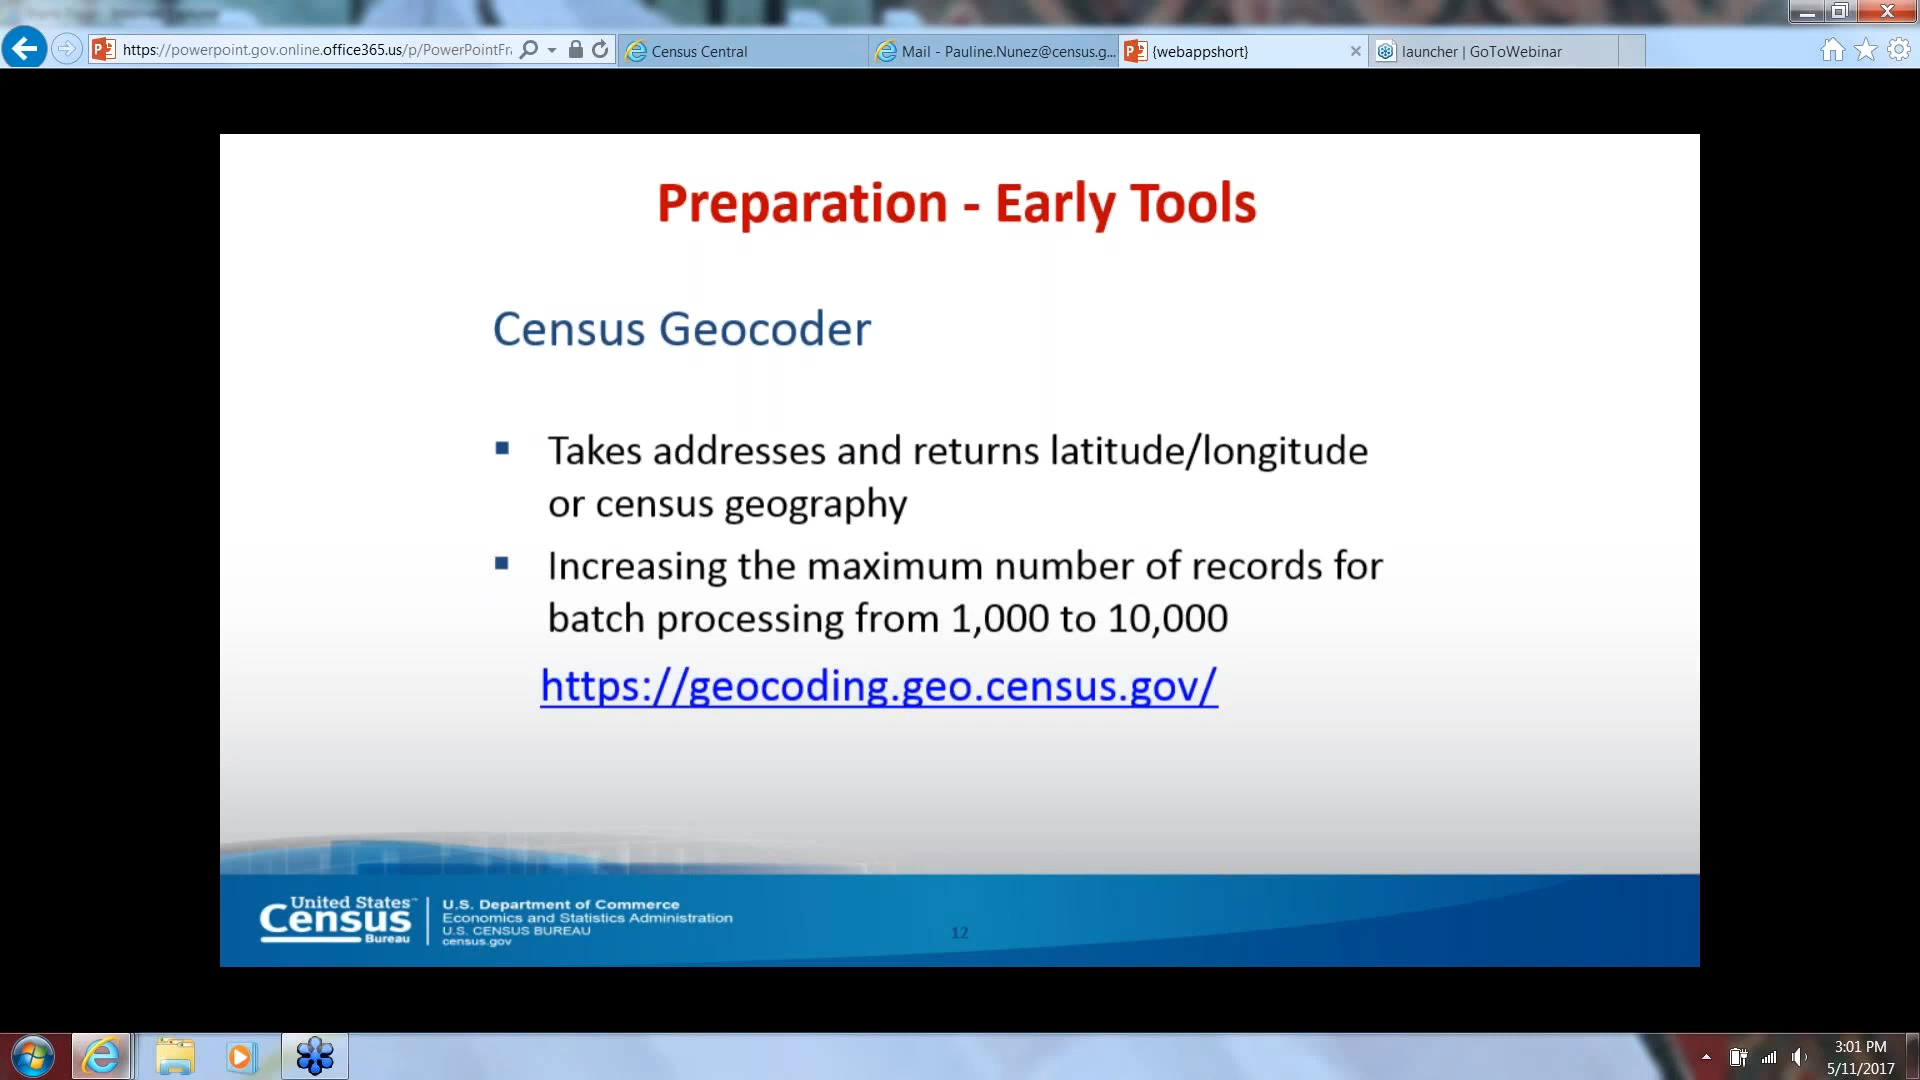 https://powerpoint.gov.online.office365.us/p/PowerPointFra
Census Central
Mail - Pauline.Nunez@census.g...
{webappshort}
launcher | GoToWebinar
Preparation - Early Tools
Census Geocoder
Takes addresses and returns latitude/longitude
or census geography
Increasing the maximum number of records for
batch processing from 1,000 to 10,000
https://geocoding.geo.census.gov/
United States™
Census
Bureau
U.S. Department of Commerce
Economics and Statistics Administration
U.S. CENSUS BUREAU
census.gov
12
3:01 PM
5/11/2017